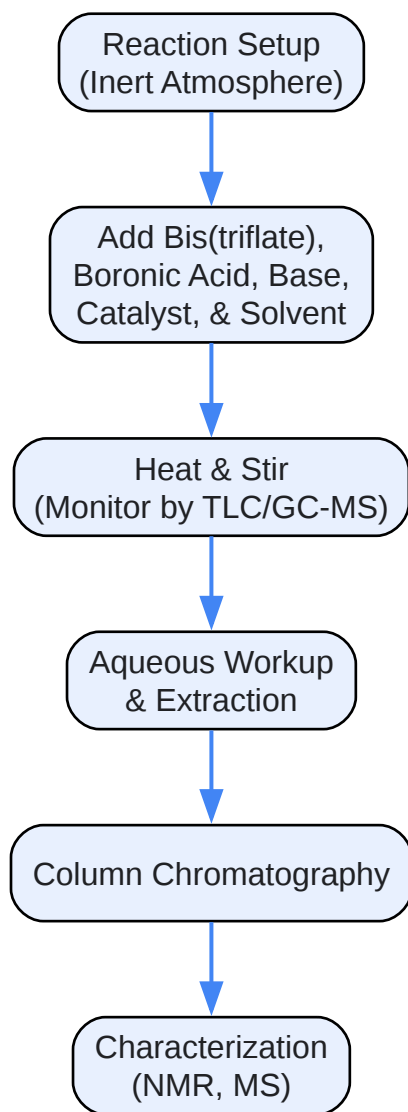 Reaction Setup
(Inert Atmosphere)
Add Bis(triflate),
Boronic Acid, Base,
Catalyst, & Solvent
Heat & Stir
(Monitor by TLC/GC-MS)
Aqueous Workup
& Extraction
Column Chromatography
Characterization
(NMR, MS)